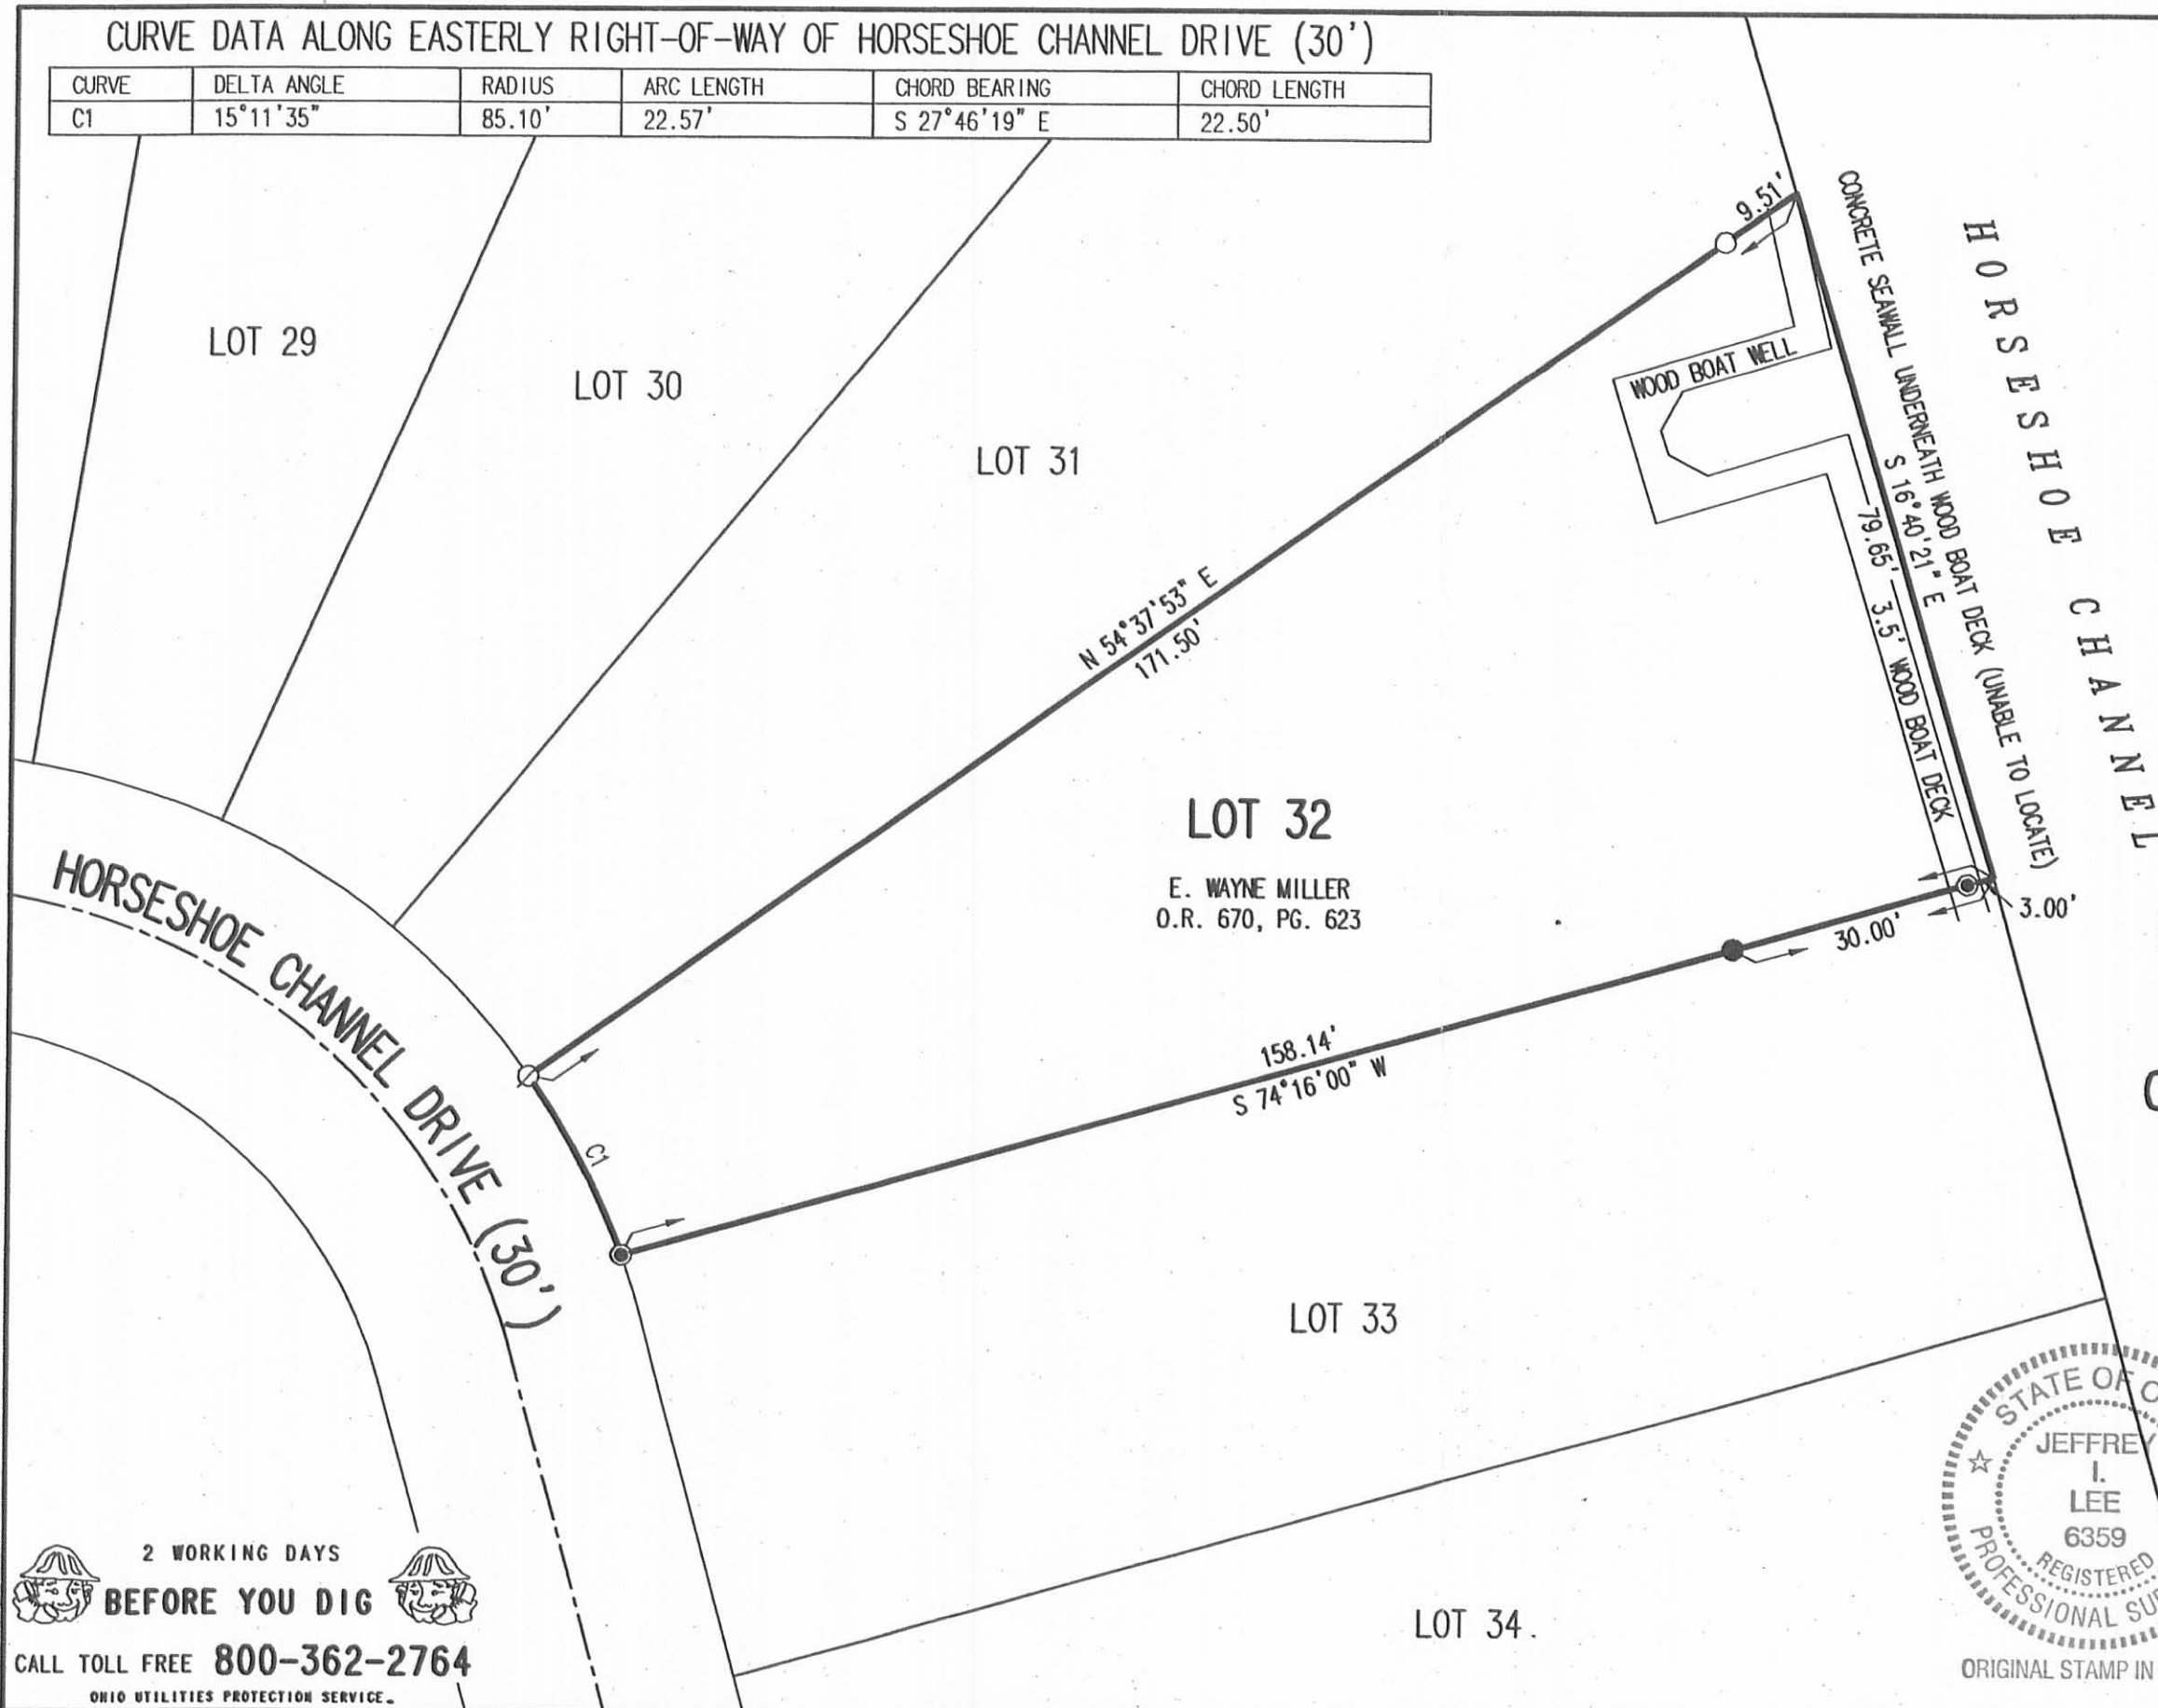 CURVE DATA ALONG EASTERLY RIGHT-OF-WAY OF HORSESHOE CHANNEL DRIVE (30')
CURVE DELTA ANGLE RADIUS ARC LENGTH CHORD BEARING CHORD LENGTH
C1 15°11'35" 85.10' 22.57' S 27°46'19" E 22.50'
LOT 29
LOT 30
LOT 31
9.51'
WOOD BOAT WELL
CONCRETE SEAWALL UNDERNEATH WOOD BOAT DECK (UNABLE TO LOCATE)
S 16°40'21" E
79.65'
3.5' WOOD BOAT DECK
HORSESHOE CHANNEL
N 54°37'53" E
171.50'
LOT 32
E. WAYNE MILLER
O.R. 670, PG. 623
3.00'
30.00'
158.14'
S 74°16'00" W
C1
HORSESHOE CHANNEL DRIVE (30')
LOT 33
LOT 34.
STATE OF
JEFFREY
I.
LEE
6359
REGISTERED
PROFESSIONAL
ORIGINAL STAMP IN
2 WORKING DAYS
BEFORE YOU DIG
CALL TOLL FREE 800-362-2764
OHIO UTILITIES PROTECTION SERVICE.